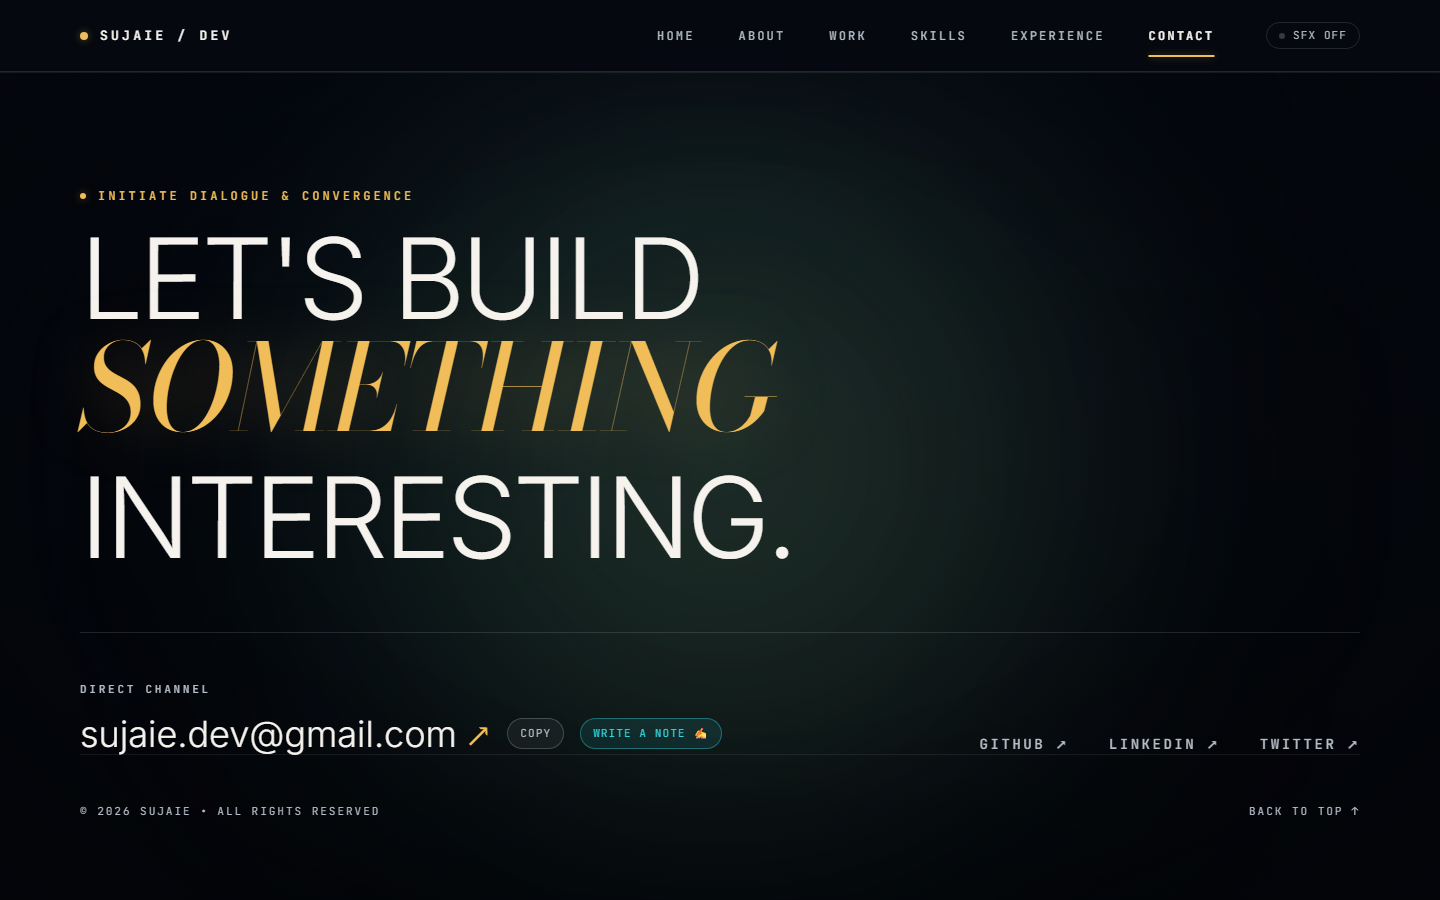 SUJAIE / DEV
HOME ABOUT WORK SKILLS EXPERIENCE CONTACT SFX OFF
INITIATE DIALOGUE & CONVERGENCE
LET'S BUILD
SOMETHING
INTERESTING.
DIRECT CHANNEL
sujaie.dev@gmail.com ↗ COPY WRITE A NOTE ✍️
GITHUB ↗ LINKEDIN ↗ TWITTER ↗
© 2026 SUJAIE • ALL RIGHTS RESERVED
BACK TO TOP ↑